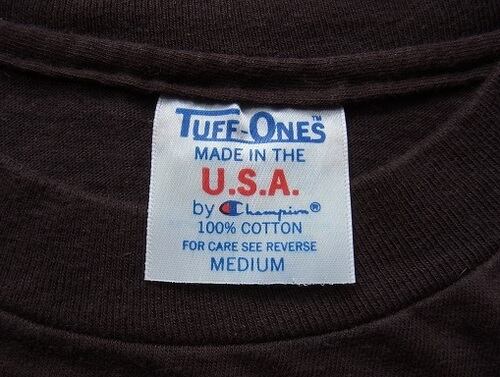 TUFF-ONES™
MADE IN THE
U.S.A.
by Champion®
100% COTTON
FOR CARE SEE REVERSE
MEDIUM